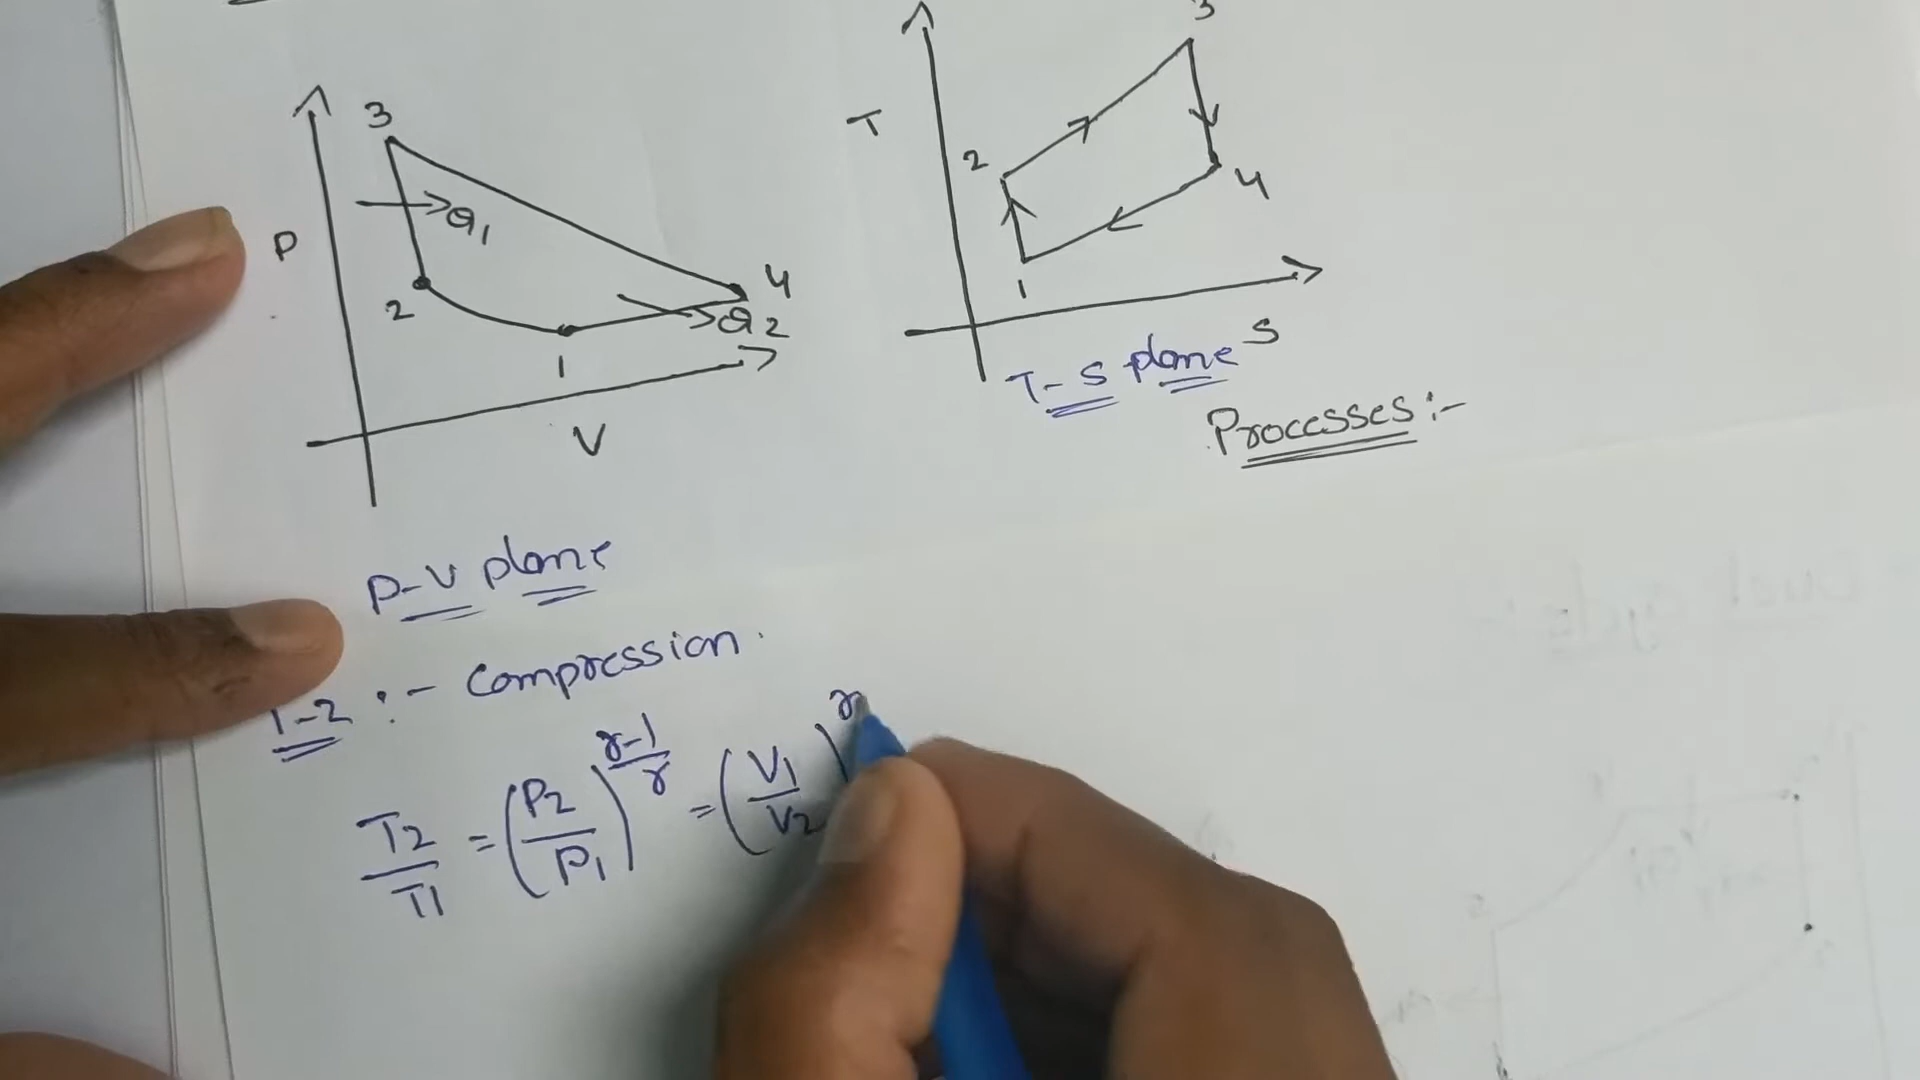 3
P
Q1
2
4
Q2
1
V
P-V plane
3
T
2
4
1
S
T-S plane
Processes:-
1-2 :- Compression.
T2/T1 = (P2/P1)^γ-1/γ = (V1/V2)^γ